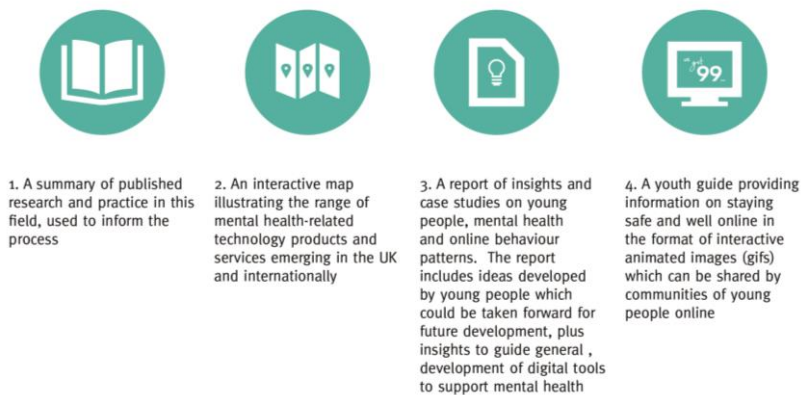 99
1. A summary of published
research and practice in this
field, used to inform the
process
2. An interactive map
illustrating the range of
mental health-related
technology products and
services emerging in the UK
and internationally
3. A report of insights and
case studies on young
people, mental health
and online behaviour
patterns. The report
includes ideas developed
by young people which
could be taken forward for
future development, plus
insights to guide general ,
development of digital tools
to support mental health
4. A youth guide providing
information on staying
safe and well online in
the format of interactive
animated images (gifs)
which can be shared by
communities of young
people online